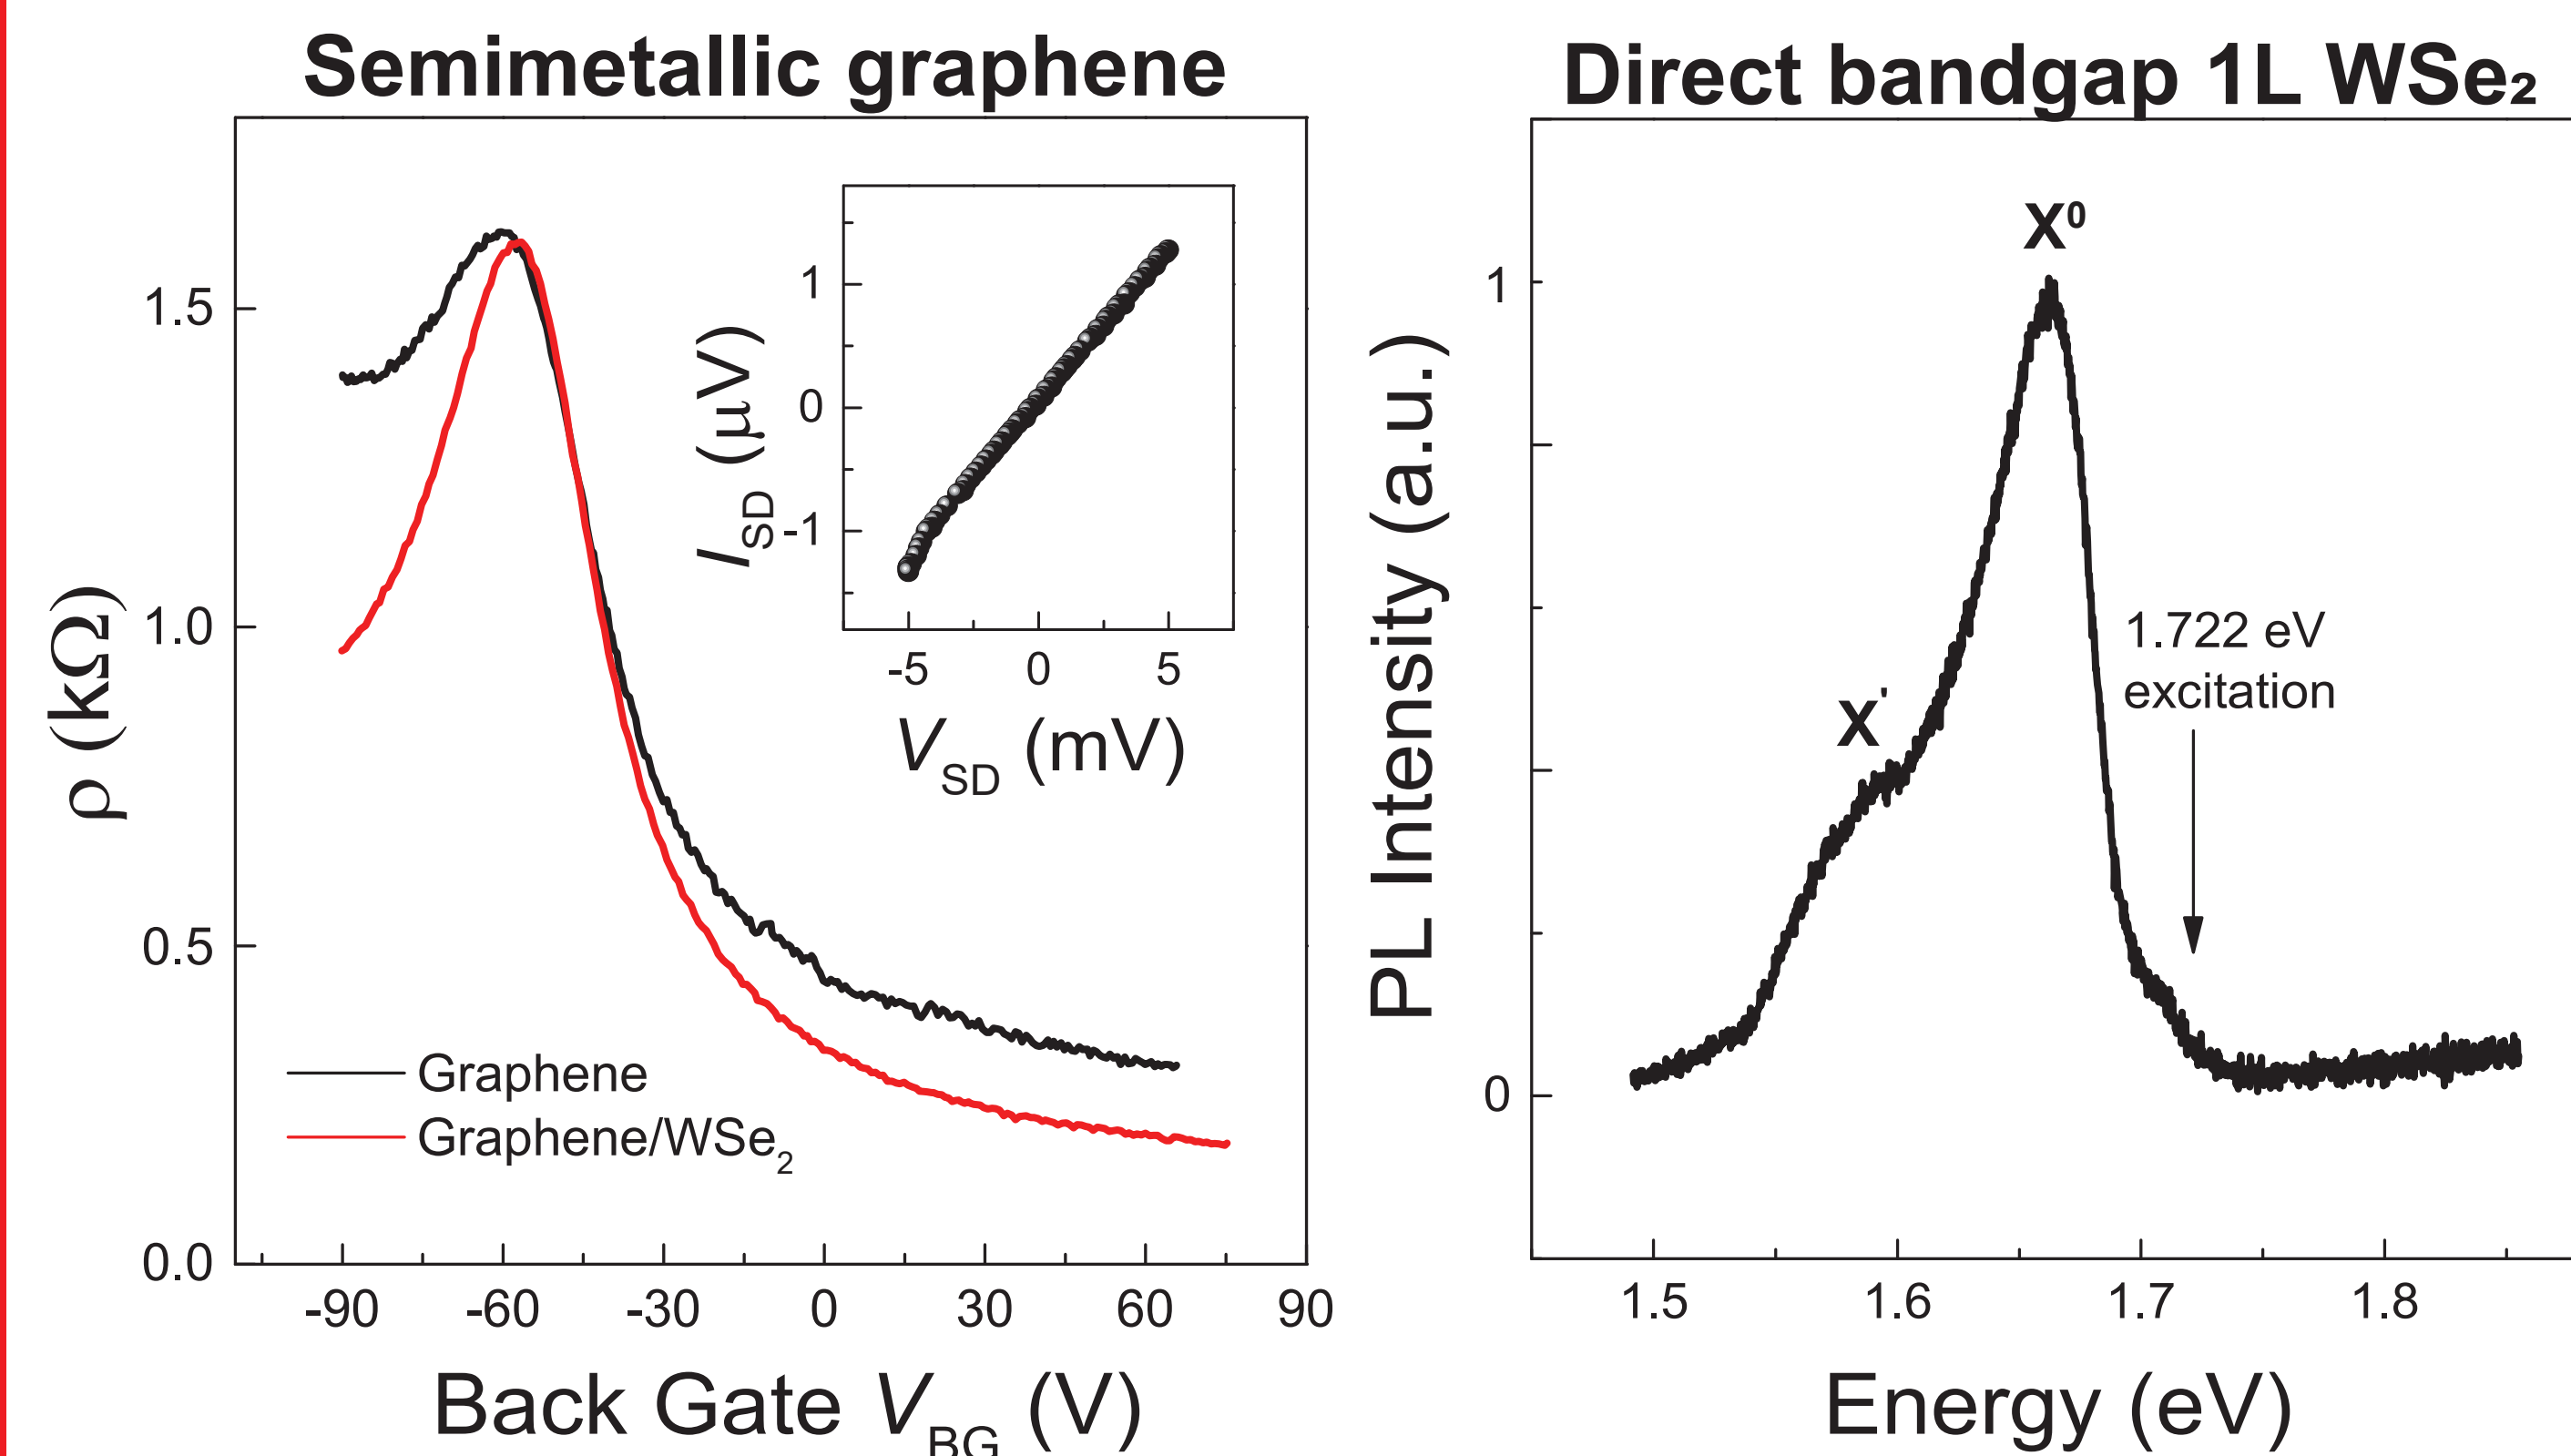 Semimetallic graphene
ρ (kΩ)
1.5
1.0
0.5
0.0
-90 -60 -30 0 30 60 90
Back Gate V_BG (V)
Graphene
Graphene/WSe₂
I_SD (μV)
1
0
-1
-5 0 5
V_SD (mV)
Direct bandgap 1L WSe₂
PL Intensity (a.u.)
1
0
X⁰
X'
1.722 eV
excitation
1.5 1.6 1.7 1.8
Energy (eV)